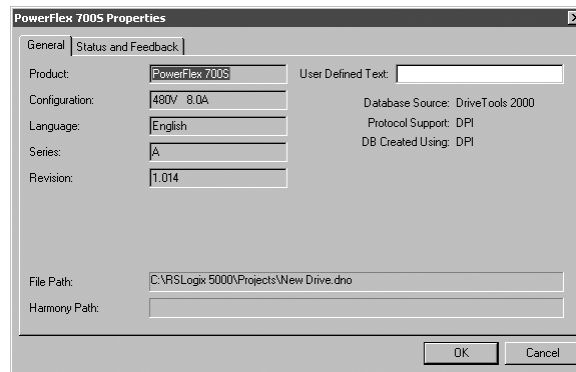 PowerFlex 700S Properties
General
Status and Feedback
Product: PowerFlex 700S
User Defined Text:
Configuration: 480V 8.0A
Database Source: DriveTools 2000
Language: English
Protocol Support: DPI
Series: A
DB Created Using: DPI
Revision: 1.014
File Path: C:\RSLogix 5000\Projects\New Drive.dno
Harmony Path:
OK
Cancel